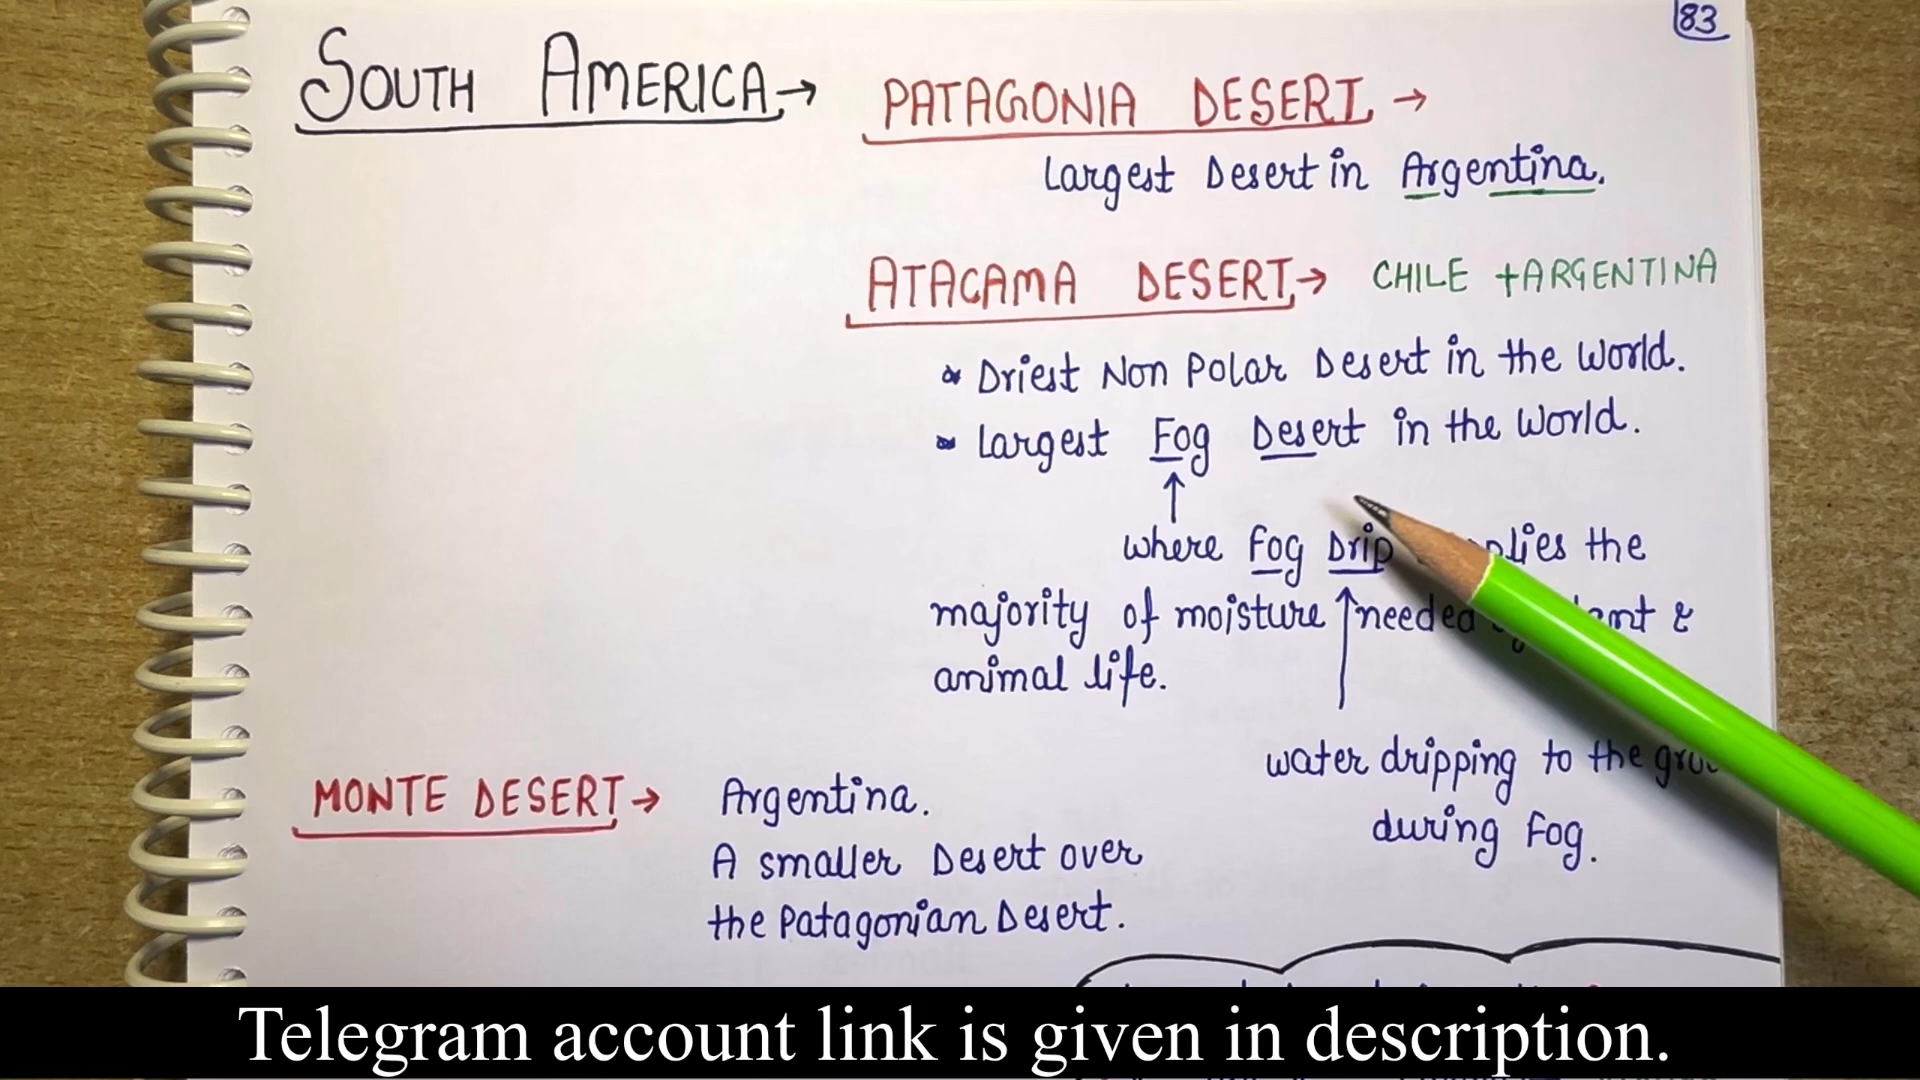 83
SOUTH AMERICA → PATAGONIA DESERT →
Largest Desert in Argentina.
ATACAMA DESERT → CHILE + ARGENTINA
* Driest Non Polar Desert in the World.
* Largest Fog Desert in the World.
where Fog Drip the
majority of moisture needed &
animal life.
water dripping to the
during Fog.
MONTE DESERT → Argentina.
A smaller Desert over
the Patagonian Desert.
Telegram account link is given in description.